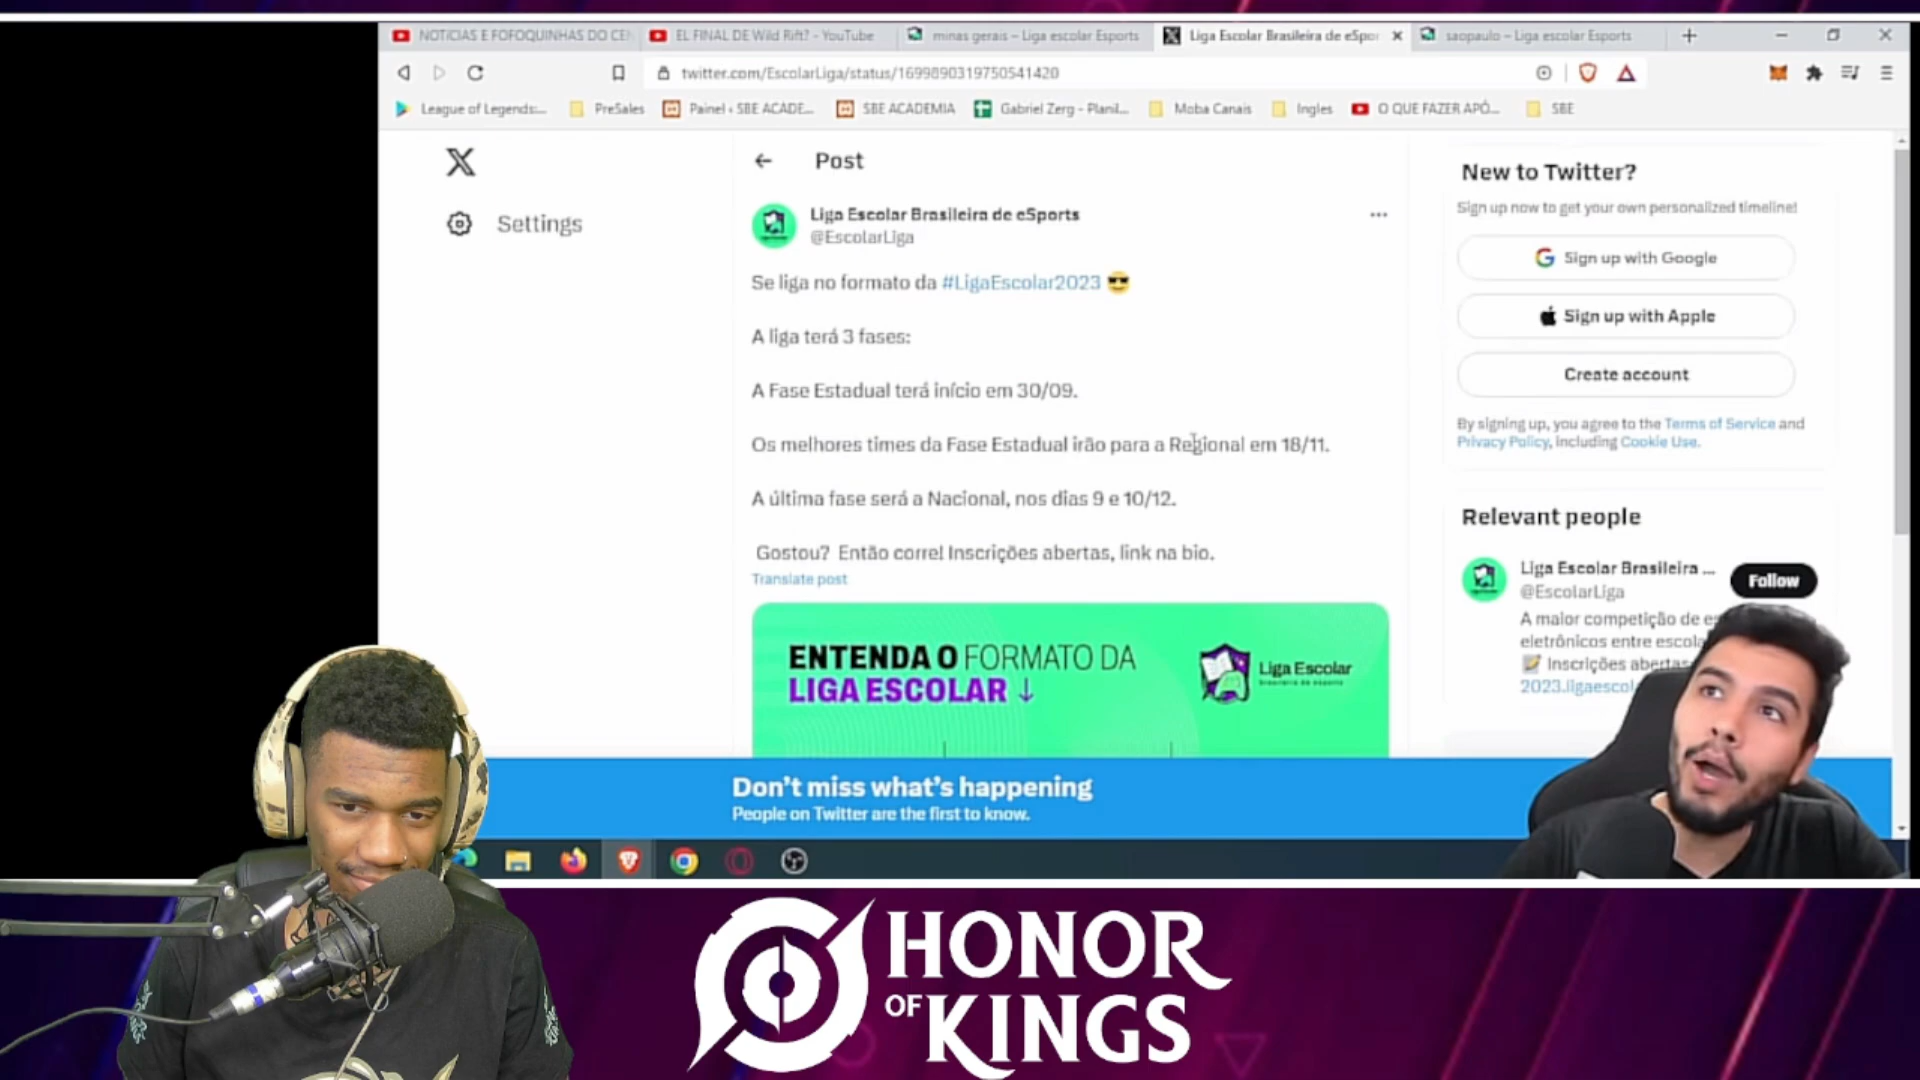 NOTICIAS E FOFOQUINHAS DO CEN
EL FINAL DE Wild Rift? - YouTube
minas gerais – Liga escolar Esports
Liga Escolar Brasileira de eSpor
saopaulo – Liga escolar Esports
twitter.com/EscolarLiga/status/1699890319750541420
League of Legends:...
PreSales
Painel ‹ SBE ACADE...
SBE ACADEMIA
Gabriel Zerg - Planil...
Moba Canais
Ingles
O QUE FAZER APÓ...
SBE
Settings
Post
Liga Escolar Brasileira de eSports
@EscolarLiga
Se liga no formato da #LigaEscolar2023 😎
A liga terá 3 fases:
A Fase Estadual terá início em 30/09.
Os melhores times da Fase Estadual irão para a Regional em 18/11.
A última fase será a Nacional, nos dias 9 e 10/12.
Gostou? Então corre! Inscrições abertas, link na bio.
Translate post
ENTENDA O FORMATO DA
LIGA ESCOLAR ↓
Liga Escolar
brasileira de esports
New to Twitter?
Sign up now to get your own personalized timeline!
Sign up with Google
Sign up with Apple
Create account
By signing up, you agree to the Terms of Service and
Privacy Policy, including Cookie Use.
Relevant people
Liga Escolar Brasileira ...
@EscolarLiga
Follow
A maior competição de es
eletrônicos entre escola
📝 Inscrições abertas
2023.ligaescol
Don't miss what's happening
People on Twitter are the first to know.
HONOR
OF KINGS